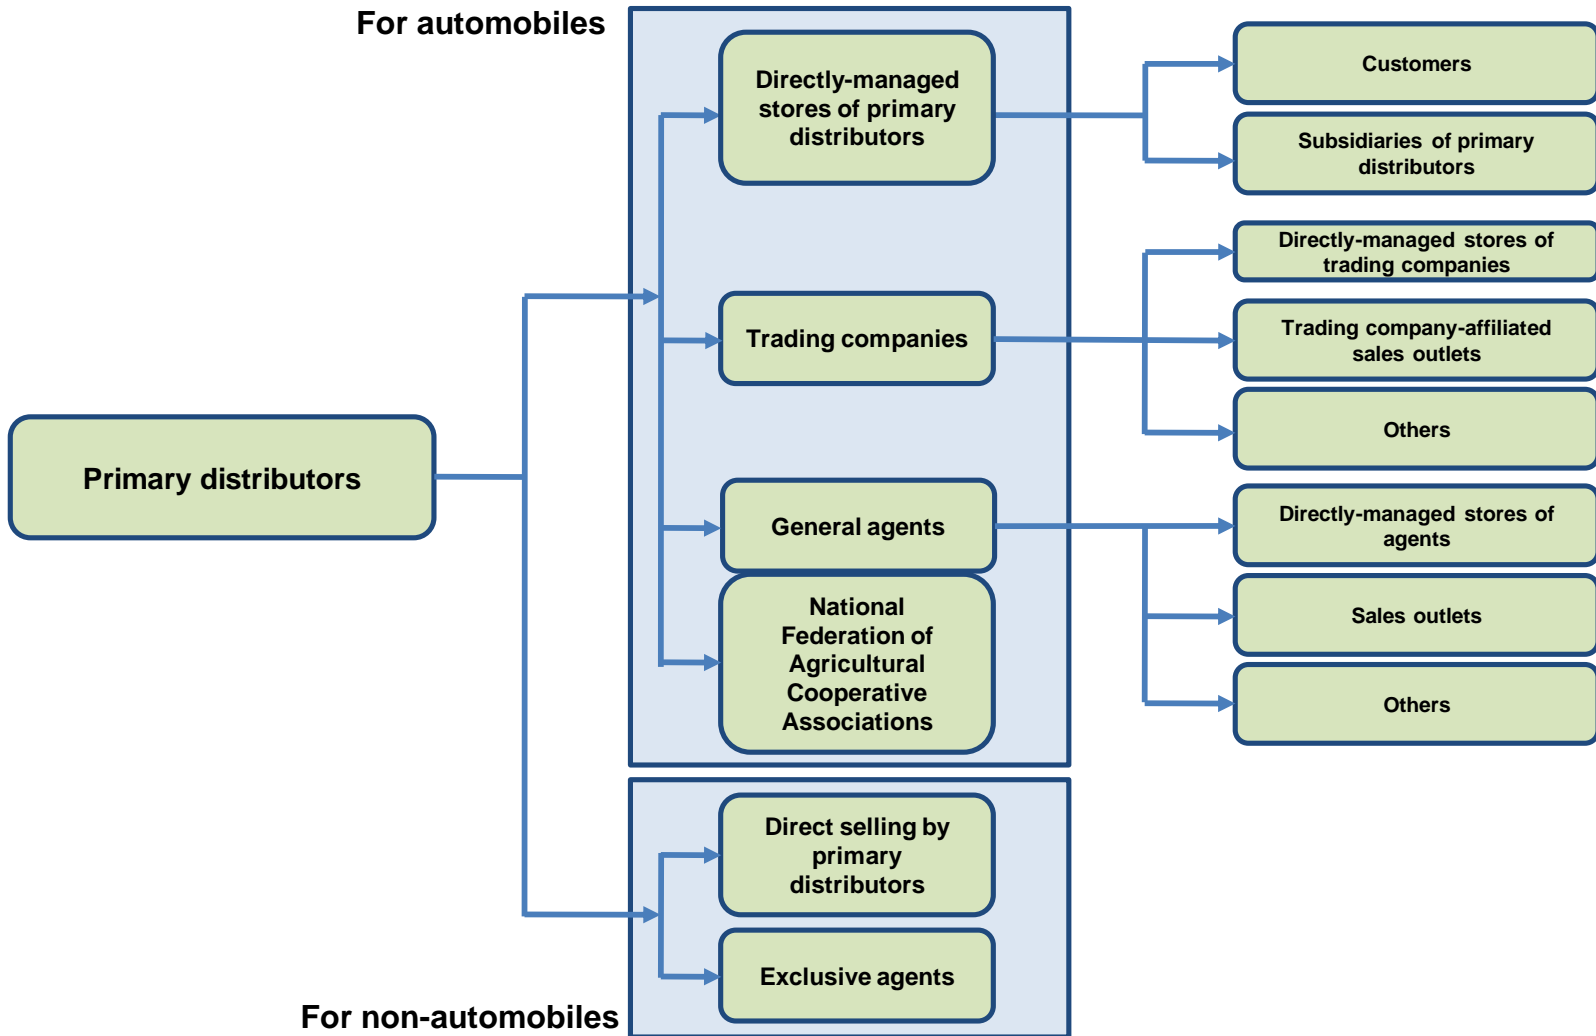 For automobiles
Directly-managed
stores of primary
distributors
Customers
Subsidiaries of primary
distributors
Trading companies
Directly-managed stores of
trading companies
Trading company-affiliated
sales outlets
Others
Primary distributors
General agents
Directly-managed stores of
agents
Sales outlets
Others
National
Federation of
Agricultural
Cooperative
Associations
Direct selling by
primary
distributors
Exclusive agents
For non-automobiles